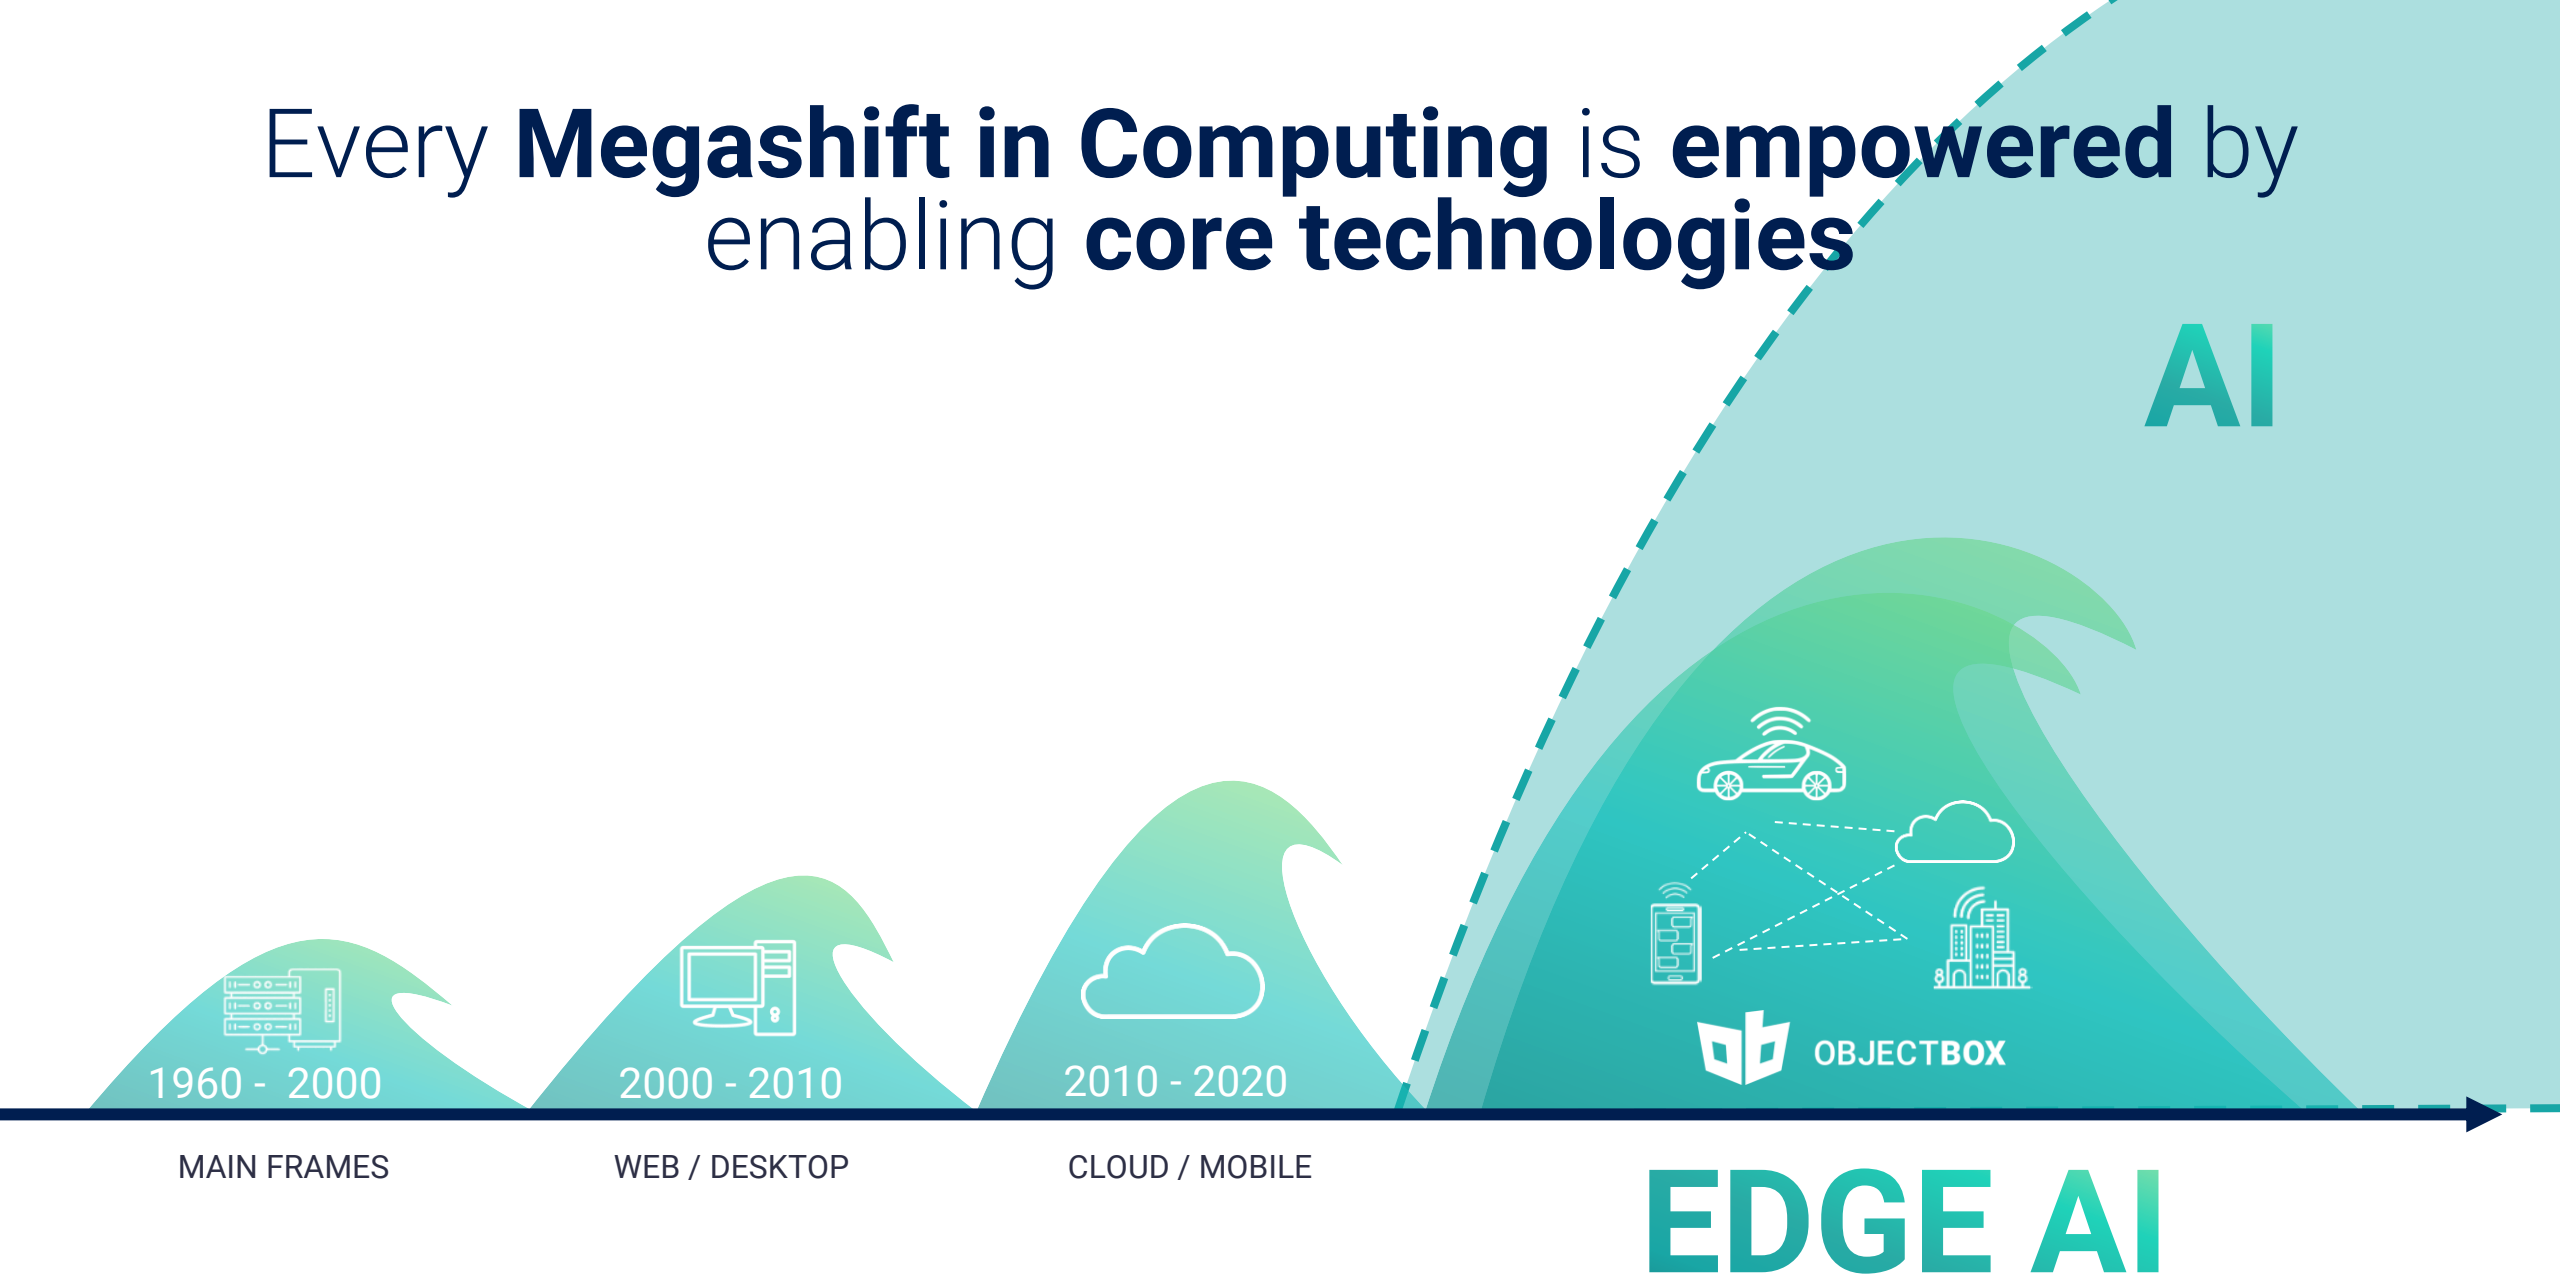 Every Megashift in Computing is empowered by
enabling core technologies
AI
OBJECTBOX
1960 - 2000
2000 - 2010
2010 - 2020
MAIN FRAMES
WEB / DESKTOP
CLOUD / MOBILE
EDGE AI